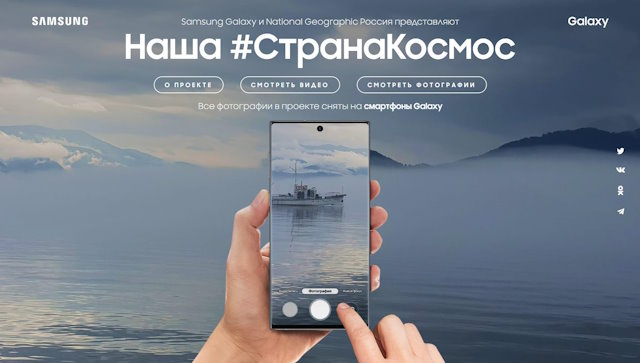 SAMSUNG
Samsung Galaxy и National Geographic Россия представляют
Galaxy
Наша #СтранаКосмос
О ПРОЕКТЕ
СМОТРЕТЬ ВИДЕО
СМОТРЕТЬ ФОТОГРАФИИ
Все фотографии в проекте сняты на смартфоны Galaxy
Фотография